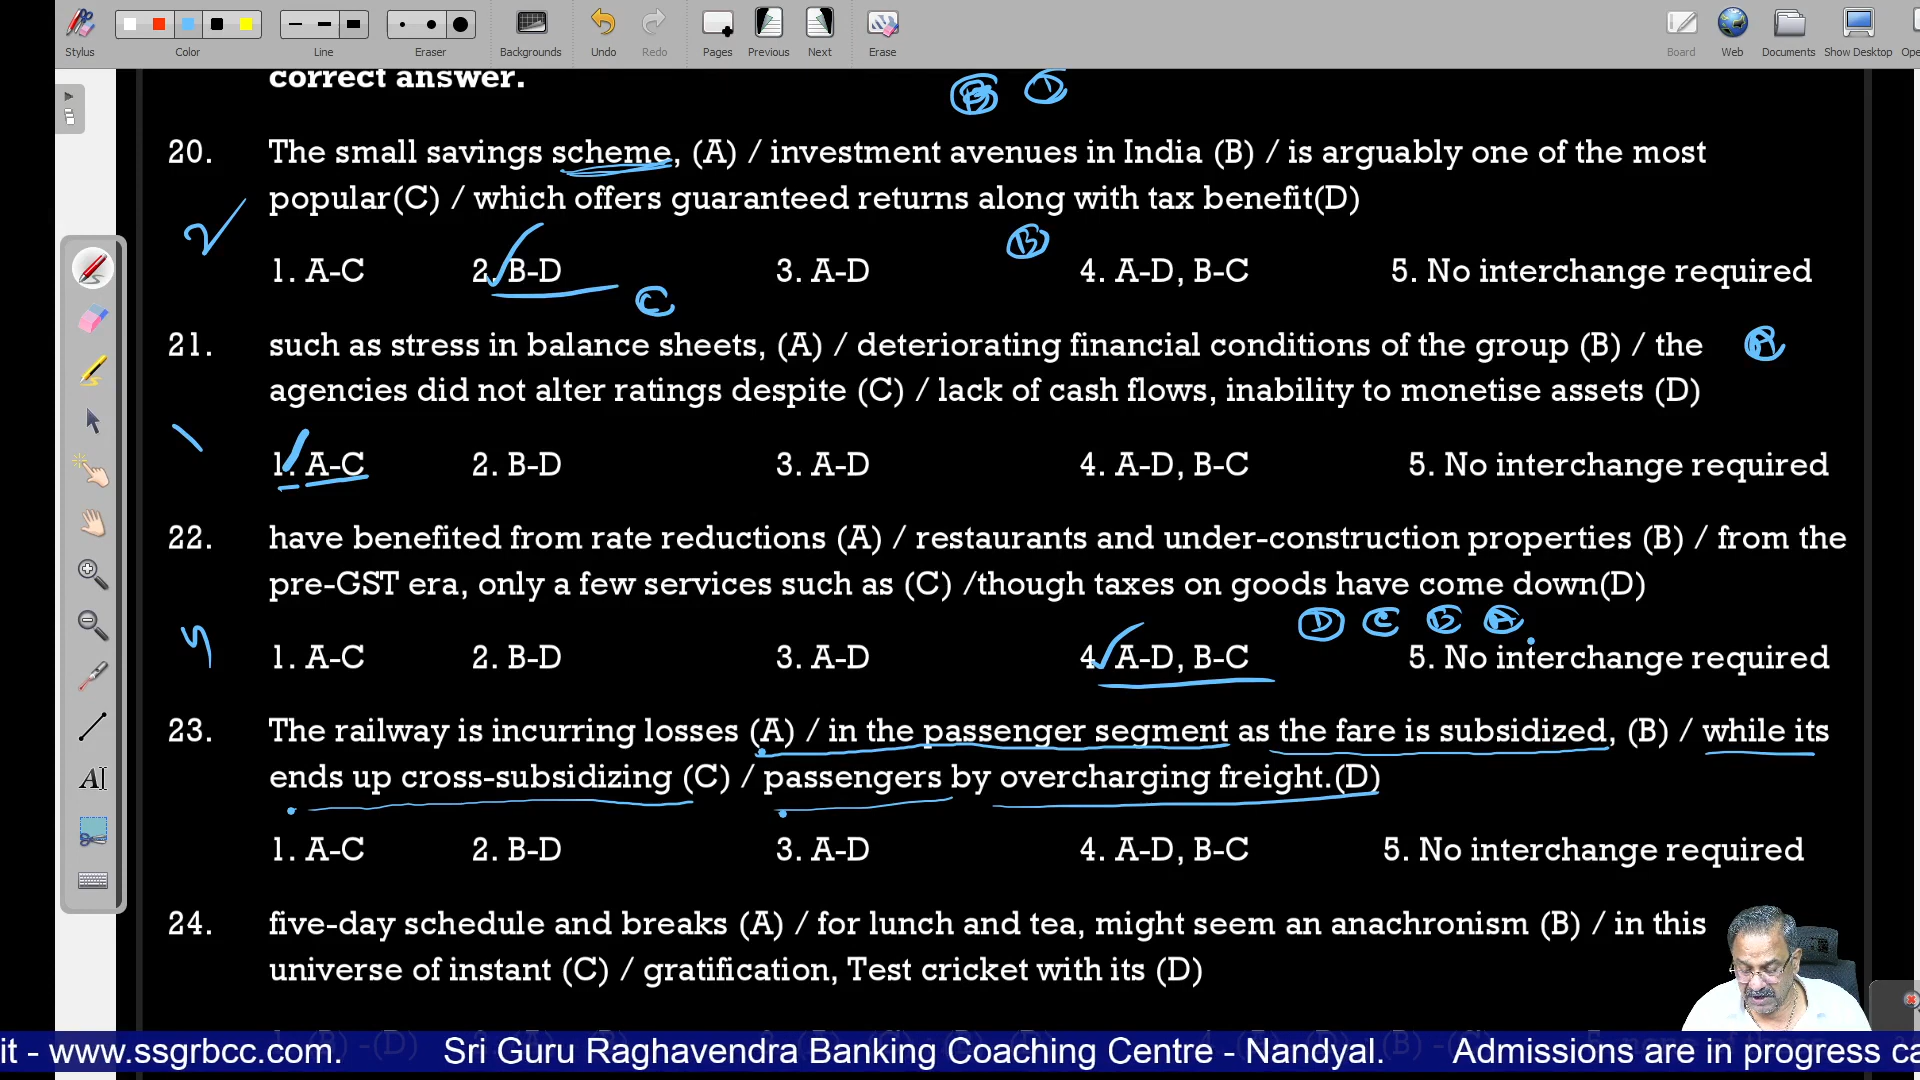 Stylus Color Line Eraser Backgrounds Undo Redo Pages Previous Next Erase Board Web Documents Show Desktop Ope
correct answer.
B
20. The small savings scheme, (A) / investment avenues in India (B) / is arguably one of the most
popular(C) / which offers guaranteed returns along with tax benefit(D)
2
B
1. A-C 2. B-D 3. A-D 4. A-D, B-C 5. No interchange required
C
21. such as stress in balance sheets, (A) / deteriorating financial conditions of the group (B) / the
agencies did not alter ratings despite (C) / lack of cash flows, inability to monetise assets (D)
1. A-C 2. B-D 3. A-D 4. A-D, B-C 5. No interchange required
22. have benefited from rate reductions (A) / restaurants and under-construction properties (B) / from the
pre-GST era, only a few services such as (C) /though taxes on goods have come down(D)
D C B A
4
1. A-C 2. B-D 3. A-D 4. A-D, B-C 5. No interchange required
23. The railway is incurring losses (A) / in the passenger segment as the fare is subsidized, (B) / while its
ends up cross-subsidizing (C) / passengers by overcharging freight.(D)
1. A-C 2. B-D 3. A-D 4. A-D, B-C 5. No interchange required
24. five-day schedule and breaks (A) / for lunch and tea, might seem an anachronism (B) / in this
universe of instant (C) / gratification, Test cricket with its (D)
it - www.ssgrbcc.com. Sri Guru Raghavendra Banking Coaching Centre - Nandyal. Admissions are in progress ca